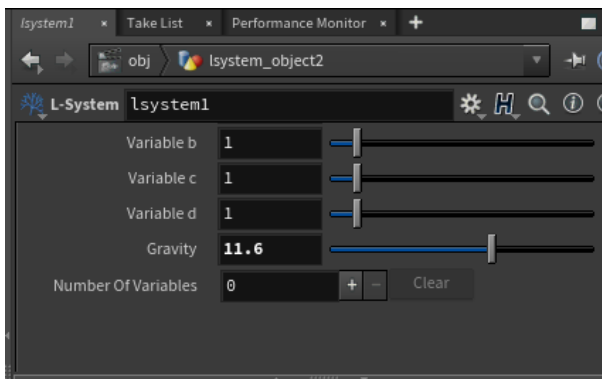 lsystem1 × Take List × Performance Monitor × +
obj lsystem_object2
L-System lsystem1
Variable b 1
Variable c 1
Variable d 1
Gravity 11.6
Number Of Variables 0 + - Clear